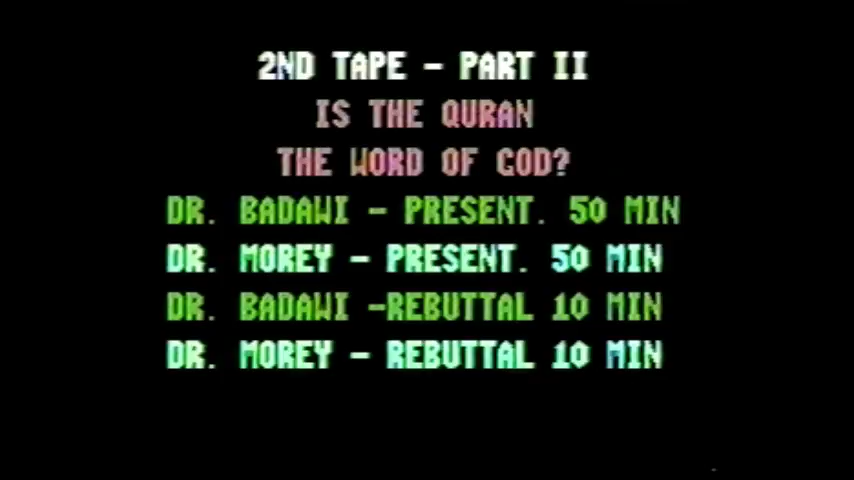 2ND TAPE - PART II
IS THE QURAN
THE WORD OF GOD?
DR. BADAWI - PRESENT. 50 MIN
DR. MOREY - PRESENT. 50 MIN
DR. BADAWI -REBUTTAL 10 MIN
DR. MOREY - REBUTTAL 10 MIN